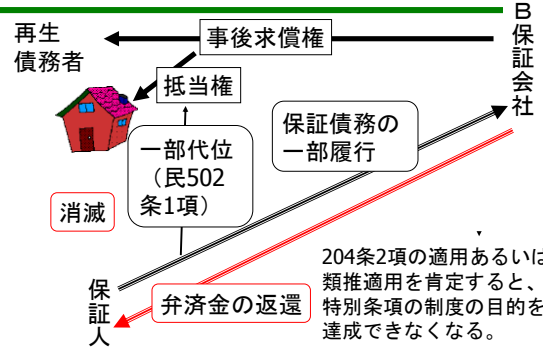 再生
債務者
事後求償権
B保証会社
抵当権
保証債務の
一部履行
一部代位
（民502
条1項）
消滅
204条2項の適用あるいは
類推適用を肯定すると、
特別条項の制度の目的を
達成できなくなる。
保証人
弁済金の返還